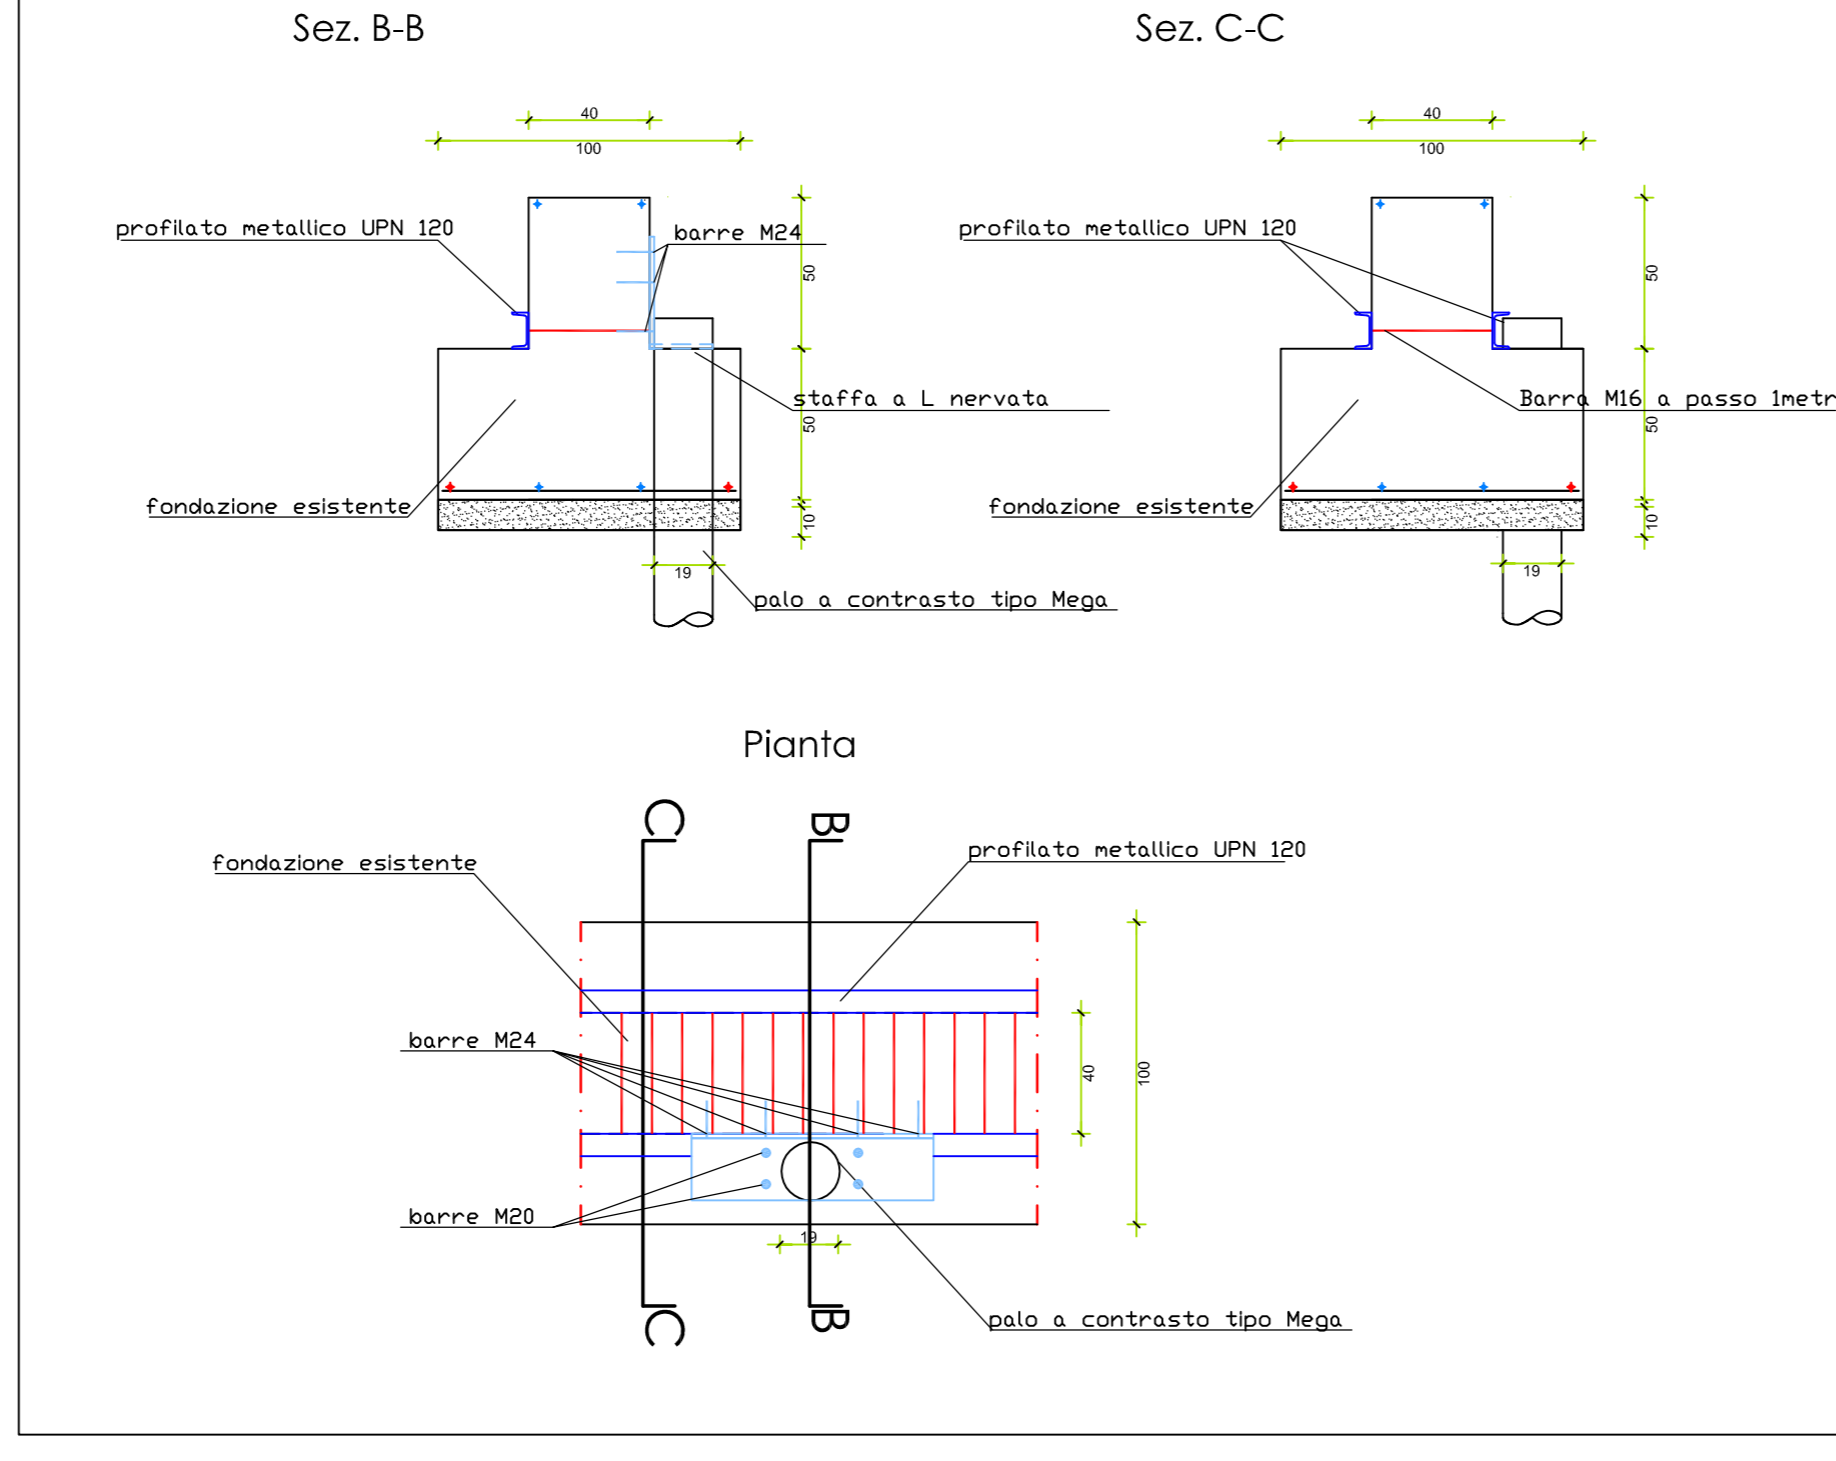 Sez. B-B
Sez. C-C
40
100
40
100
profilato metallico UPN 120
barre M24
profilato metallico UPN 120
50
50
staffa a L nervata
Barra M16 a passo 1metr
50
50
fondazione esistente
10
fondazione esistente
10
19
19
palo a contrasto tipo Mega
Pianta
C
B
fondazione esistente
profilato metallico UPN 120
barre M24
40
100
barre M20
19
palo a contrasto tipo Mega
C
B